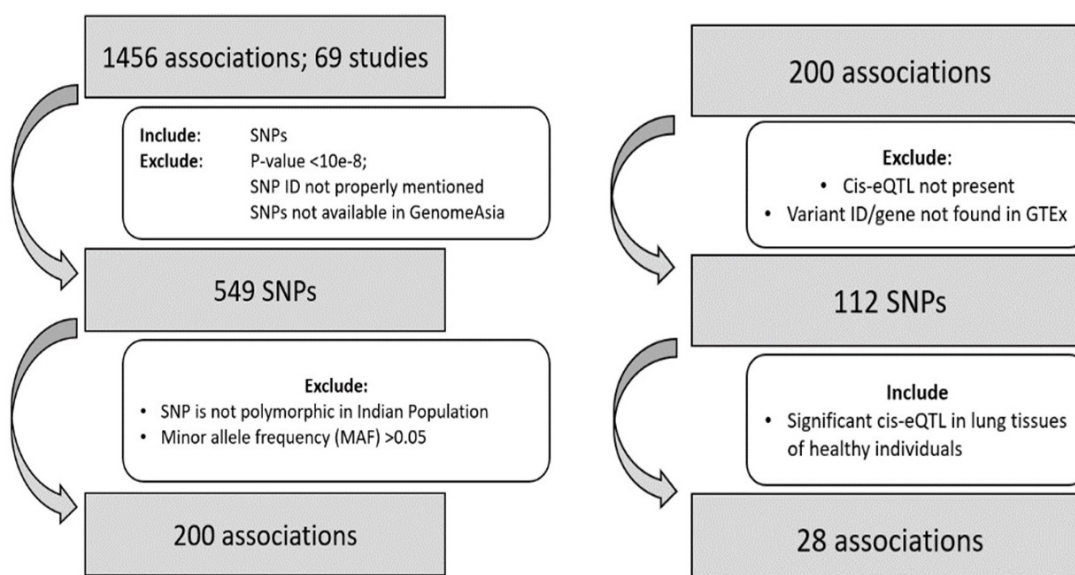 1456 associations; 69 studies
Include: SNPs
Exclude: P-value <10e-8;
SNP ID not properly mentioned
SNPs not available in GenomeAsia
549 SNPs
Exclude:
• SNP is not polymorphic in Indian Population
• Minor allele frequency (MAF) >0.05
200 associations
200 associations
Exclude:
• Cis-eQTL not present
• Variant ID/gene not found in GTEx
112 SNPs
Include
• Significant cis-eQTL in lung tissues
of healthy individuals
28 associations